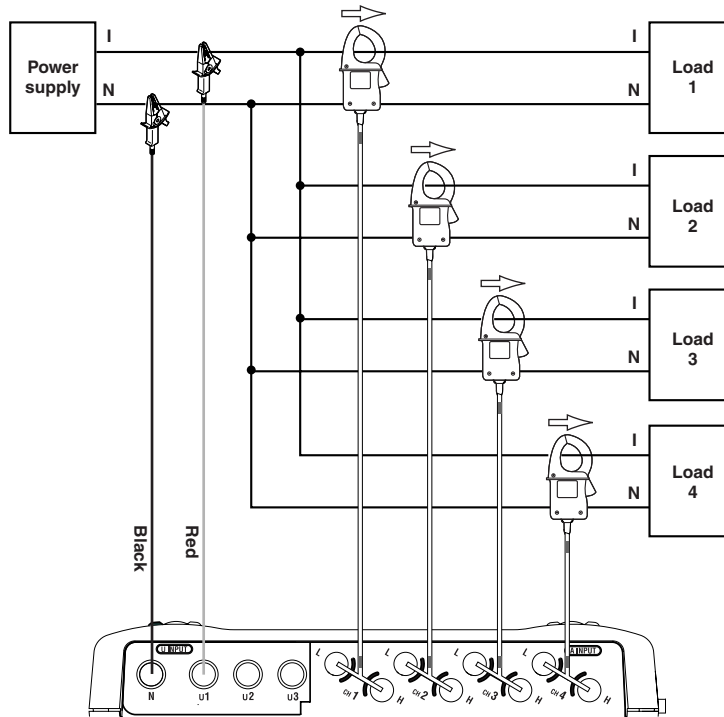 Power
supply
I
N
I
N
Load
1
I
N
Load
2
I
N
Load
3
I
N
Load
4
Black
Red
U INPUT
A INPUT
N
U1
U2
U3
L
CH 1
H
L
CH 2
H
L
CH 3
H
L
CH 4
H